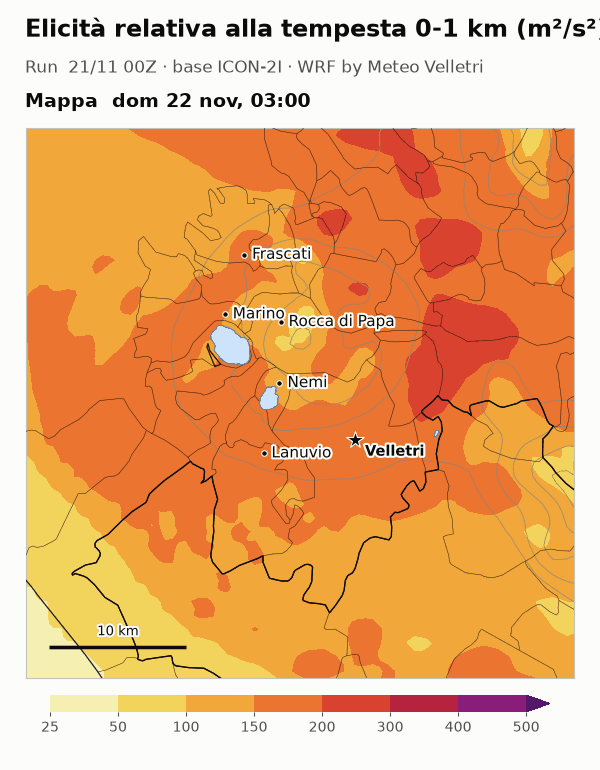 Elicità relativa alla tempesta 0-1 km (m²/s²)
Run  21/11 00Z · base ICON-2I · WRF by Meteo Velletri
Mappa  dom 22 nov, 03:00
Frascati
Marino
Rocca di Papa
Nemi
Velletri
Lanuvio
10 km
25 50 100 150 200 300 400 500